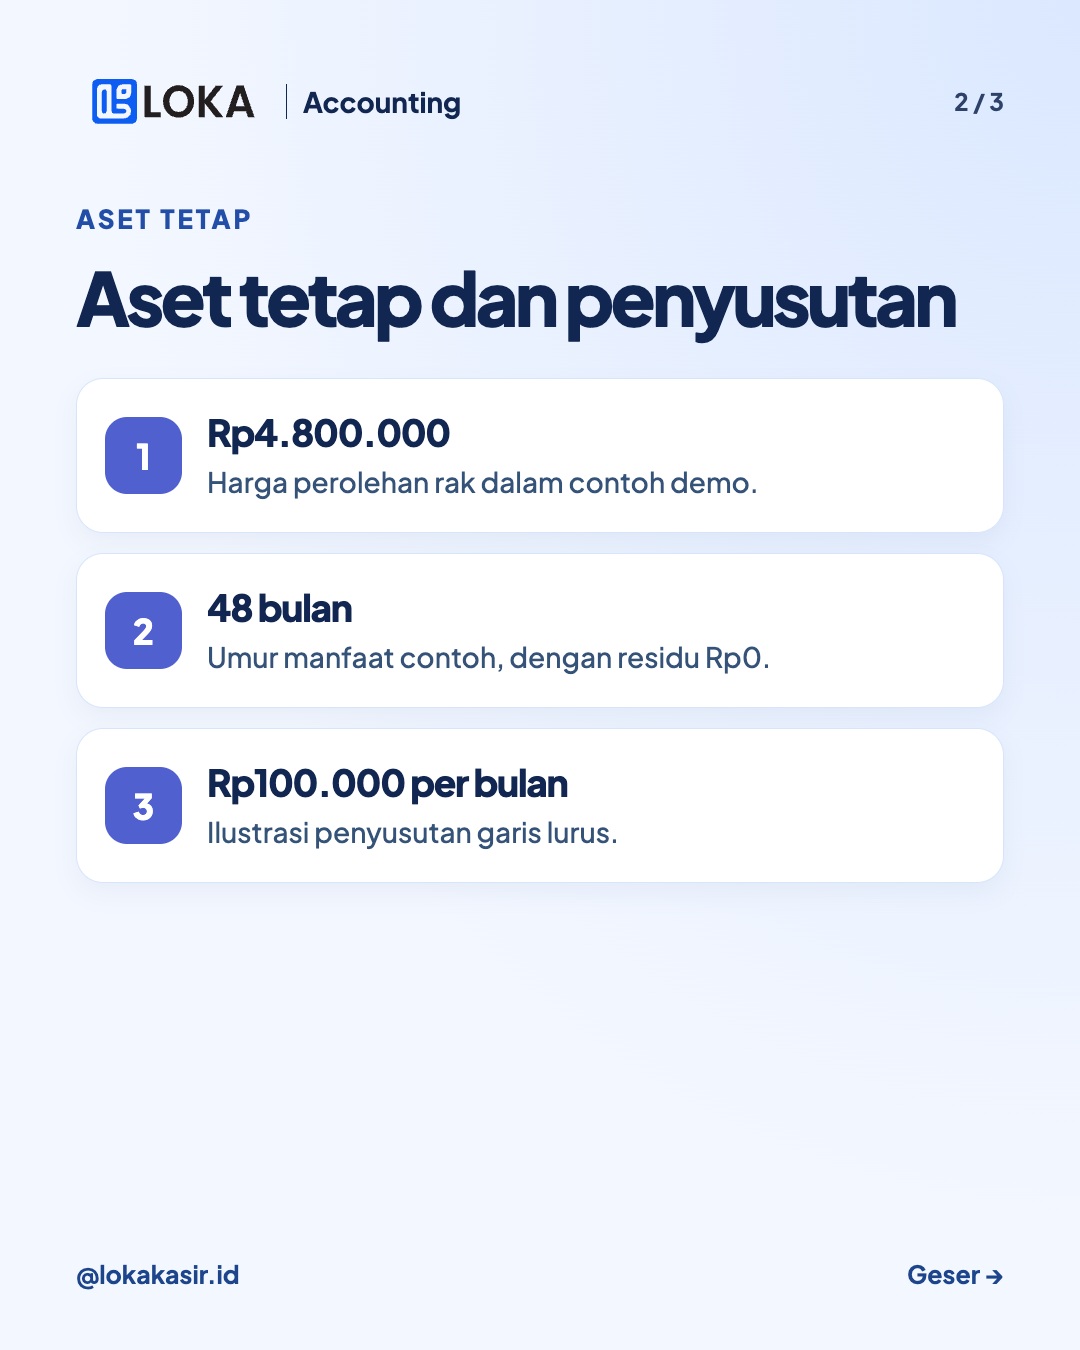 LOKA | Accounting
2 / 3
ASET TETAP
Aset tetap dan penyusutan
1
Rp4.800.000
Harga perolehan rak dalam contoh demo.
2
48 bulan
Umur manfaat contoh, dengan residu Rp0.
3
Rp100.000 per bulan
Ilustrasi penyusutan garis lurus.
@lokakasir.id
Geser →